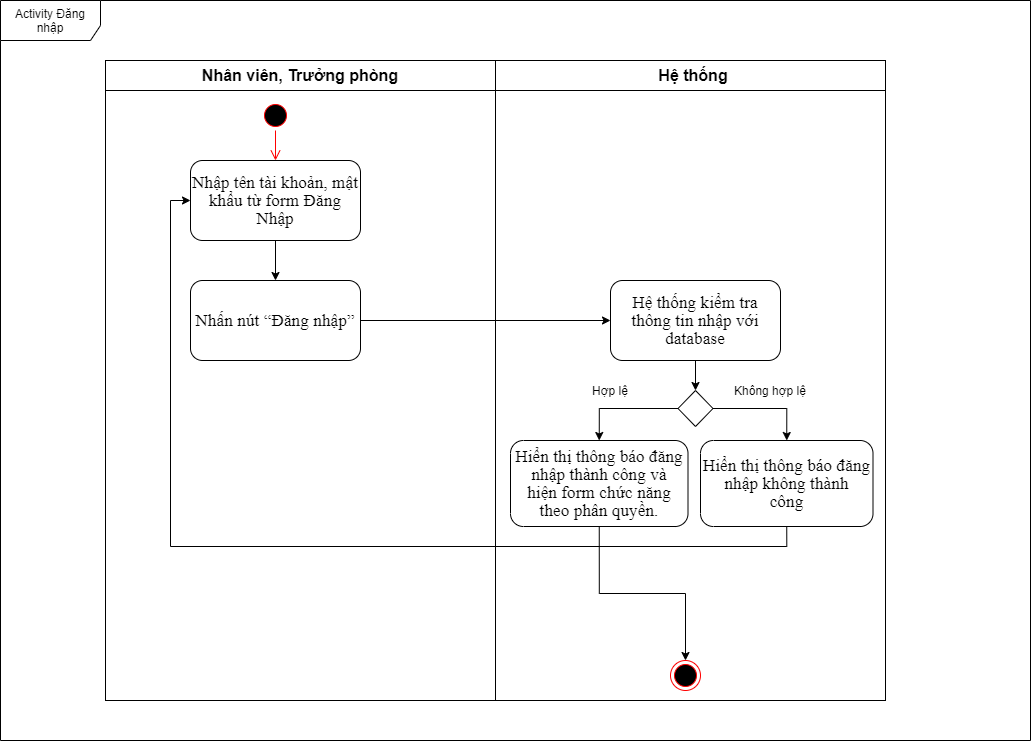 Activity Đăng
nhập
Nhân viên, Trưởng phòng
Hệ thống
Nhập tên tài khoản, mật
khẩu từ form Đăng
Nhập
Nhấn nút “Đăng nhập”
Hệ thống kiểm tra
thông tin nhập với
database
Hợp lệ
Không hợp lệ
Hiển thị thông báo đăng
nhập thành công và
hiện form chức năng
theo phân quyền.
Hiển thị thông báo đăng
nhập không thành
công